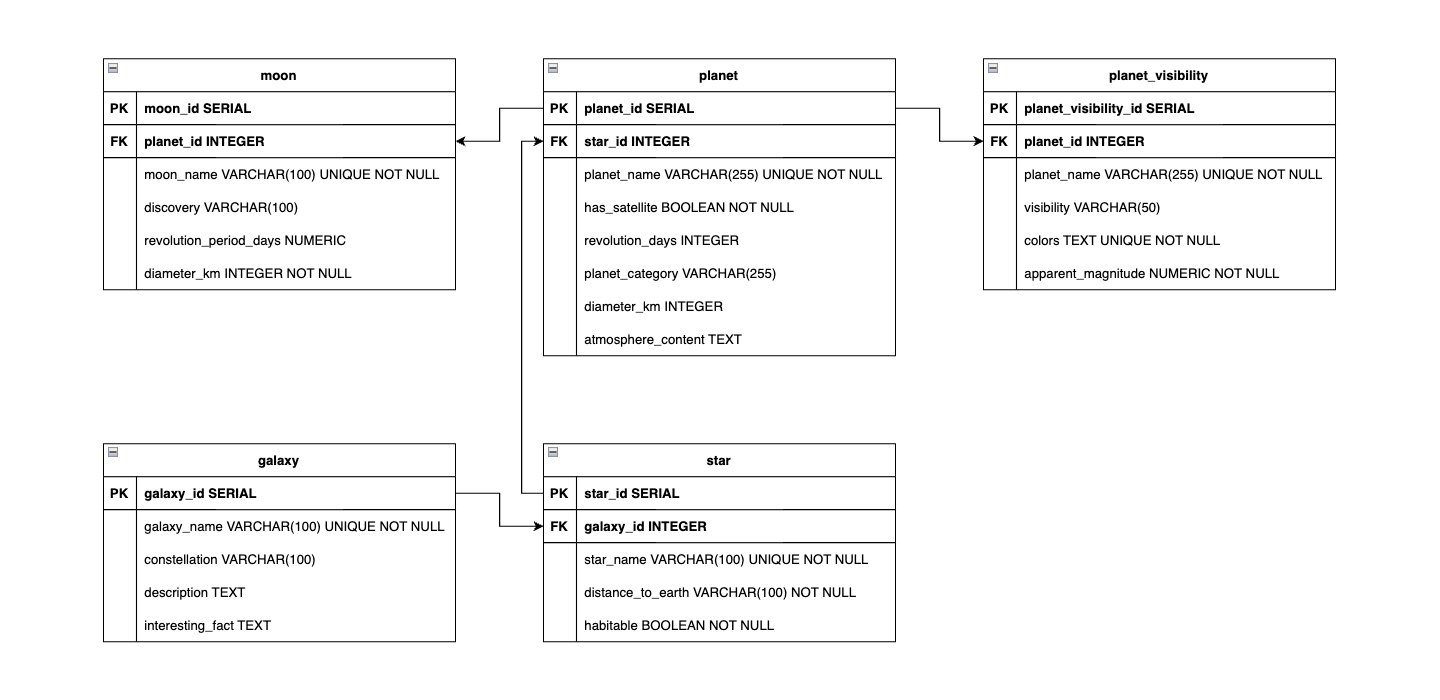 moon
PK moon_id SERIAL
FK planet_id INTEGER
moon_name VARCHAR(100) UNIQUE NOT NULL
discovery VARCHAR(100)
revolution_period_days NUMERIC
diameter_km INTEGER NOT NULL
planet
PK planet_id SERIAL
FK star_id INTEGER
planet_name VARCHAR(255) UNIQUE NOT NULL
has_satellite BOOLEAN NOT NULL
revolution_days INTEGER
planet_category VARCHAR(255)
diameter_km INTEGER
atmosphere_content TEXT
planet_visibility
PK planet_visibility_id SERIAL
FK planet_id INTEGER
planet_name VARCHAR(255) UNIQUE NOT NULL
visibility VARCHAR(50)
colors TEXT UNIQUE NOT NULL
apparent_magnitude NUMERIC NOT NULL
galaxy
PK galaxy_id SERIAL
galaxy_name VARCHAR(100) UNIQUE NOT NULL
constellation VARCHAR(100)
description TEXT
interesting_fact TEXT
star
PK star_id SERIAL
FK galaxy_id INTEGER
star_name VARCHAR(100) UNIQUE NOT NULL
distance_to_earth VARCHAR(100) NOT NULL
habitable BOOLEAN NOT NULL